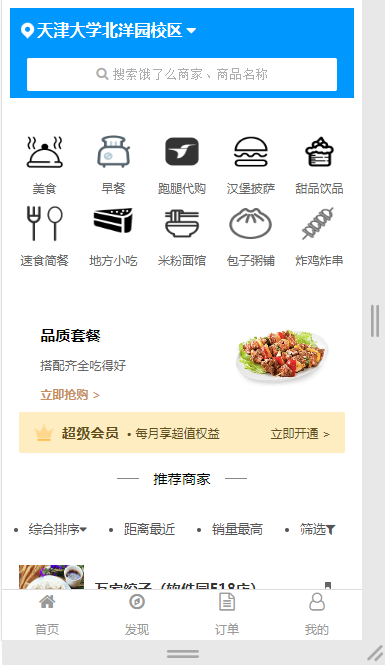 天津大学北洋园校区
搜索饿了么商家、商品名称
美食 早餐 跑腿代购 汉堡披萨 甜品饮品
速食简餐 地方小吃 米粉面馆 包子粥铺 炸鸡炸串
品质套餐
搭配齐全吃得好
立即抢购 >
超级会员 • 每月享超值权益 立即开通 >
推荐商家
• 综合排序 • 距离最近 • 销量最高 • 筛选
万家饺子（软件园E18店）
首页 发现 订单 我的